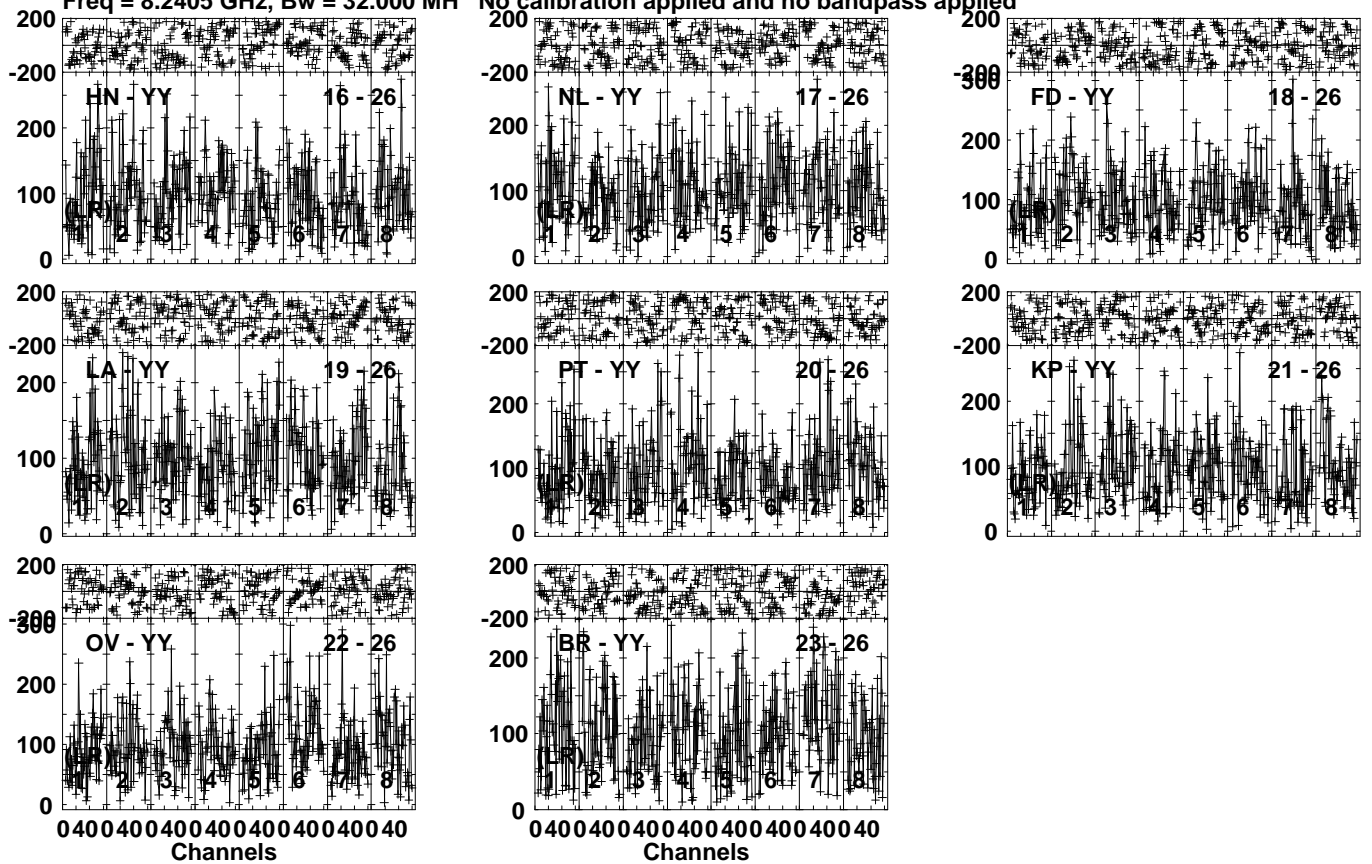 Freq = 8.2405 GHz, Bw = 32.000 MH No calibration applied and no bandpass applied
200 200 200
-200 -200 -200
300
HN - YY 16 - 26 NL - YY 17 - 26 FD - YY 18 - 26
200 200 200
100 100 100
(LR) (LR) (LR)
1 2 3 4 5 6 7 8 1 2 3 4 5 6 7 8 1 2 3 4 5 6 7 8
0 0 0
200 200 200
-200 -200 -200
LA - YY 19 - 26 PT - YY 20 - 26 KP - YY 21 - 26
200 200 200
100 100 100
(LR) (LR) (LR)
1 2 3 4 5 6 7 8 1 2 3 4 5 6 7 8 1 2 3 4 5 6 7 8
0 0 0
200 200
-200 -200
300
OV - YY 22 - 26 BR - YY 23 - 26
200 200
100 100
(LR) (LR)
1 2 3 4 5 6 7 8 1 2 3 4 5 6 7 8
0 0
0 40 0 40 0 40 0 40 0 40 0 40 0 40 0 40 0 40 0 40 0 40 0 40 0 40 0 40 0 40 0 40
Channels Channels